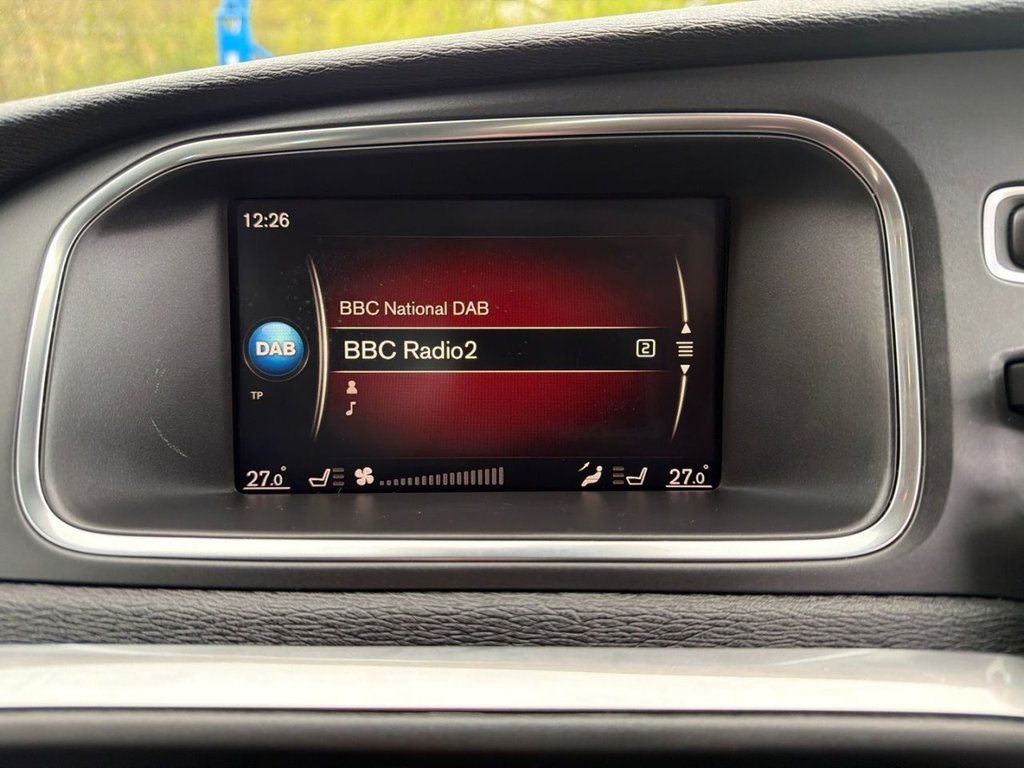 12:26
BBC National DAB
DAB
BBC Radio2
2
TP
27.0°
27.0°